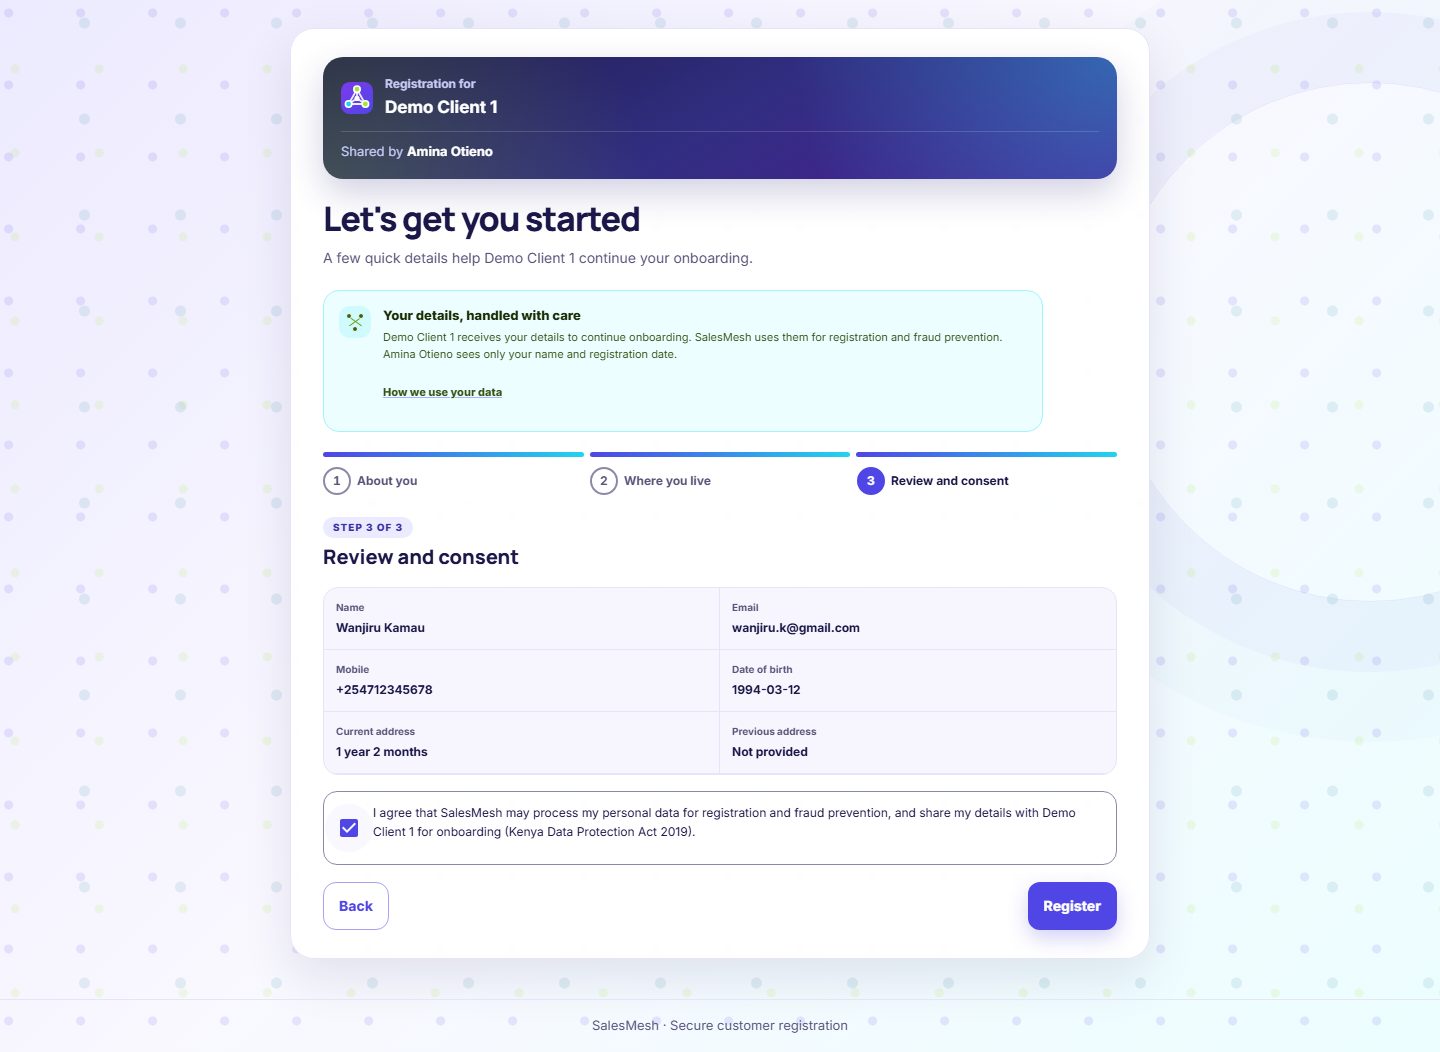 Registration for
Demo Client 1
Shared by Amina Otieno
Let's get you started
A few quick details help Demo Client 1 continue your onboarding.
Your details, handled with care
Demo Client 1 receives your details to continue onboarding. SalesMesh uses them for registration and fraud prevention.
Amina Otieno sees only your name and registration date.
How we use your data
1 About you
2 Where you live
3 Review and consent
STEP 3 OF 3
Review and consent
Name
Wanjiru Kamau
Email
wanjiru.k@gmail.com
Mobile
+254712345678
Date of birth
1994-03-12
Current address
1 year 2 months
Previous address
Not provided
I agree that SalesMesh may process my personal data for registration and fraud prevention, and share my details with Demo
Client 1 for onboarding (Kenya Data Protection Act 2019).
Back
Register
SalesMesh · Secure customer registration